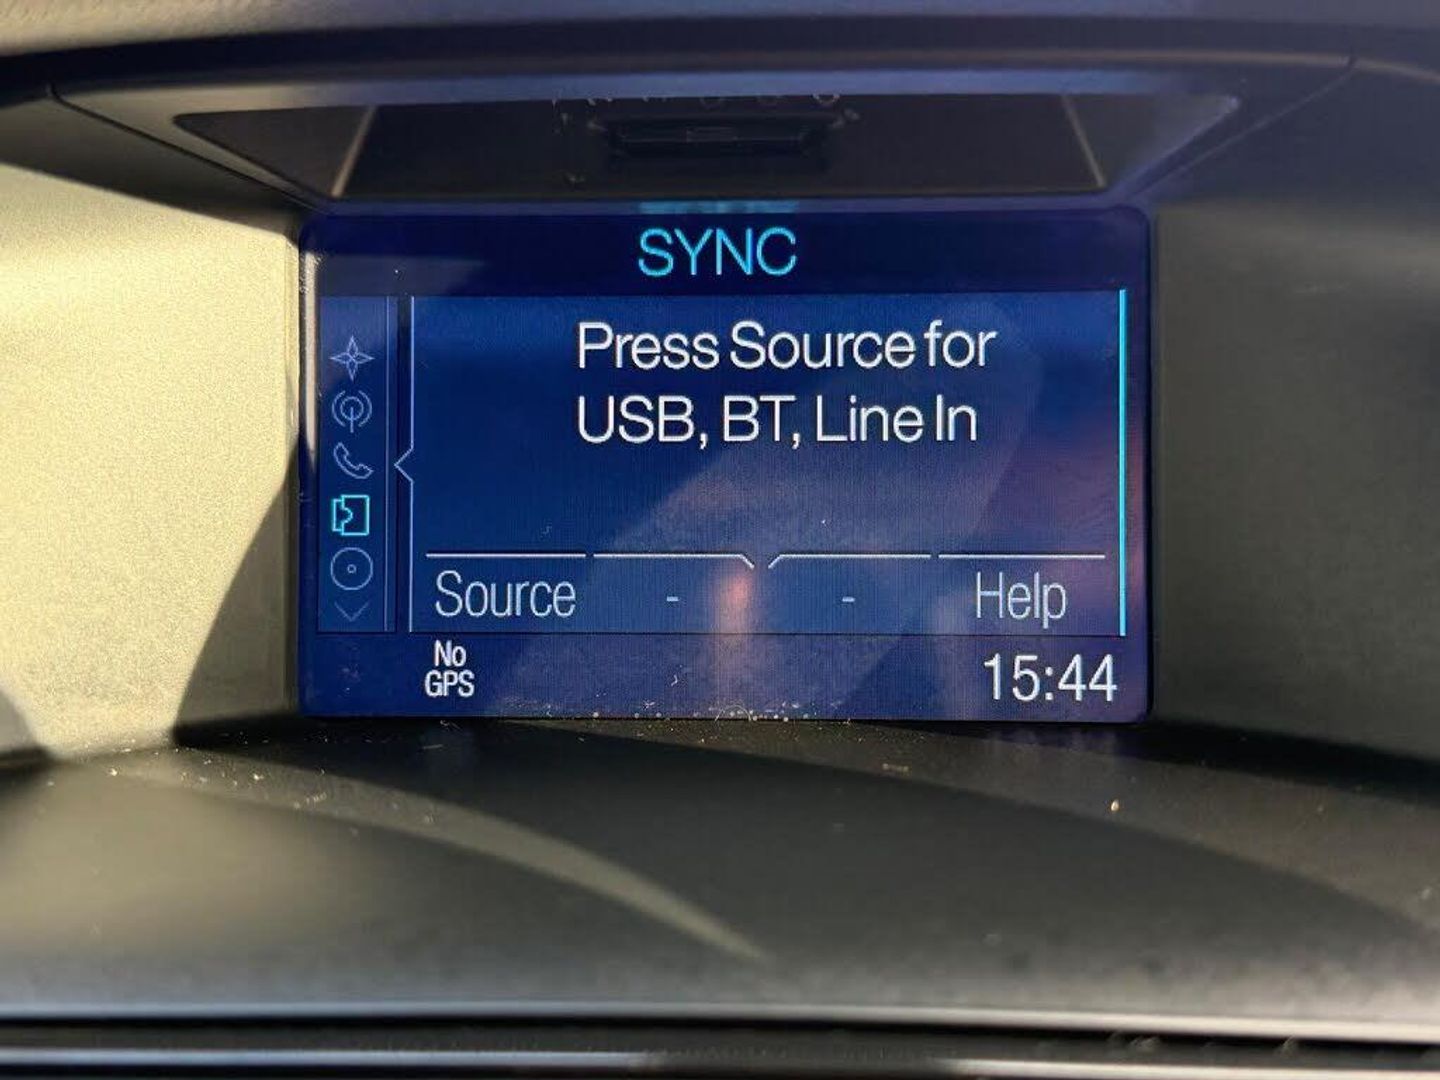 SYNC
Press Source for
USB, BT, Line In
Source - - Help
No
GPS
15:44